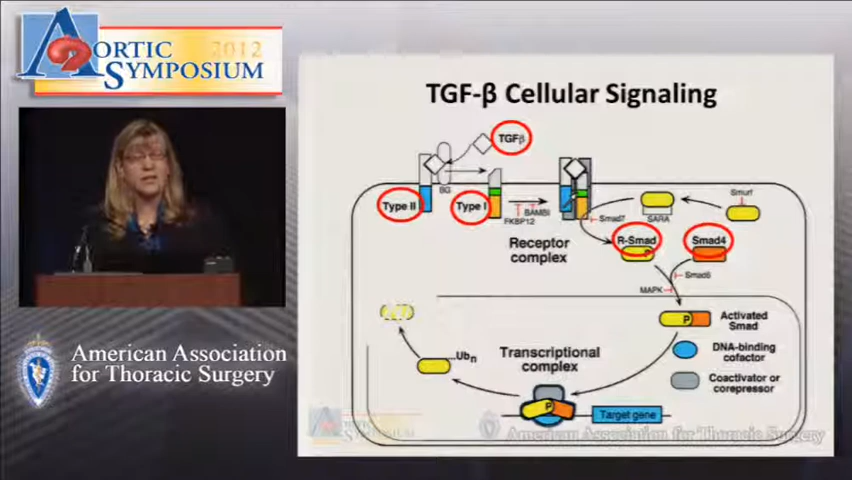 AORTIC 2012
SYMPOSIUM
American Association
for Thoracic Surgery
TGF-β Cellular Signaling
TGFβ
BG
Type II
Type I
FKBP12
BAMBI
Receptor
complex
Smad7
SARA
Smurf
R-Smad
Smad4
P
Smad6
MAPK
P
Activated
Smad
DNA-binding
cofactor
Coactivator or
corepressor
Ubn
Transcriptional
complex
P
Target gene
AORTIC
SYMPOSIUM
American Association for Thoracic Surgery